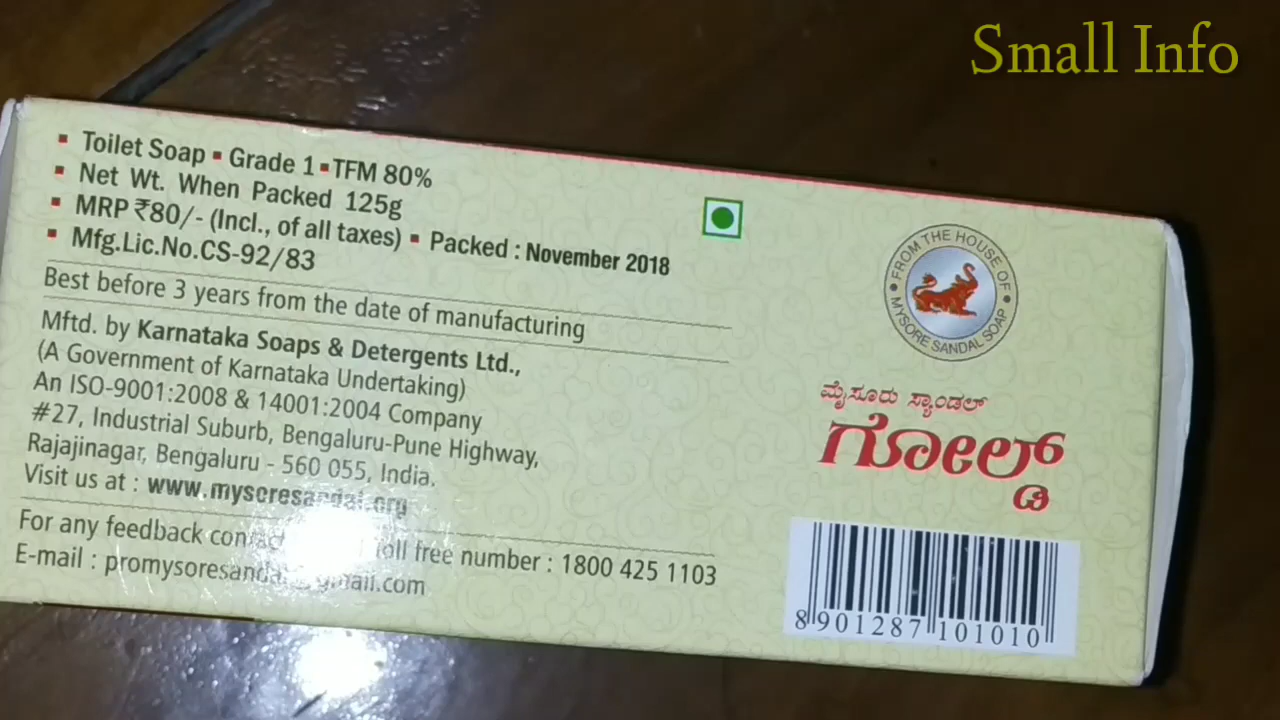 Small Info
▪ Toilet Soap ▪ Grade 1 ▪ TFM 80%
▪ Net Wt. When Packed 125g
▪ MRP ₹80/- (Incl., of all taxes) ▪ Packed : November 2018
▪ Mfg.Lic.No.CS-92/83
Best before 3 years from the date of manufacturing
Mftd. by Karnataka Soaps & Detergents Ltd.,
(A Government of Karnataka Undertaking)
An ISO-9001:2008 & 14001:2004 Company
#27, Industrial Suburb, Bengaluru-Pune Highway,
Rajajinagar, Bengaluru - 560 055, India.
Visit us at : www.mysoresandal.org
For any feedback contact toll free number : 1800 425 1103
E-mail :
• FROM THE HOUSE OF •
MYSORE SANDAL SOAP
ಮೈಸೂರು ಸ್ಯಾಂಡಲ್
ಗೋಲ್ಡ್
8 901287 101010